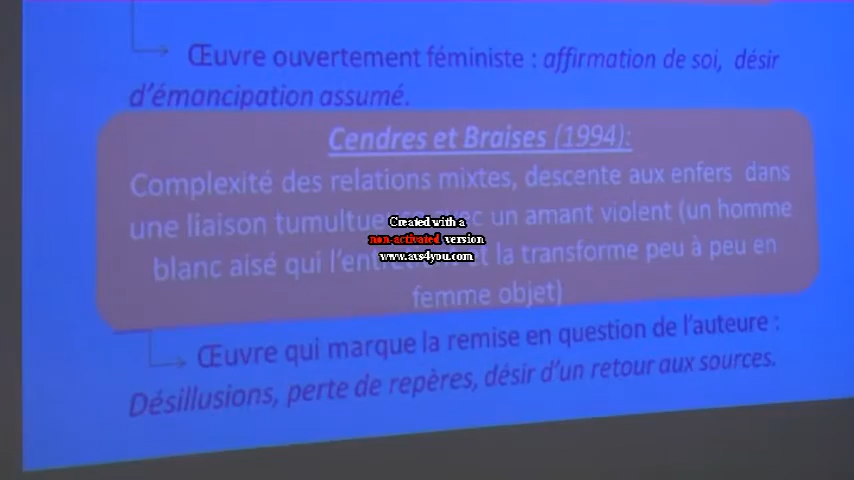 Œuvre ouvertement féministe : affirmation de soi, désir
d'émancipation assumé.
Cendres et Braises (1994):
Complexité des relations mixtes, descente aux enfers dans
une liaison un amant violent (un homme
blanc aisé qui et la transforme peu à peu en
femme objet)
Œuvre qui marque la remise en question de l'auteure :
Désillusions, perte de repères, désir d'un retour aux sources.
Created with a
non-activated version
www.avs4you.com